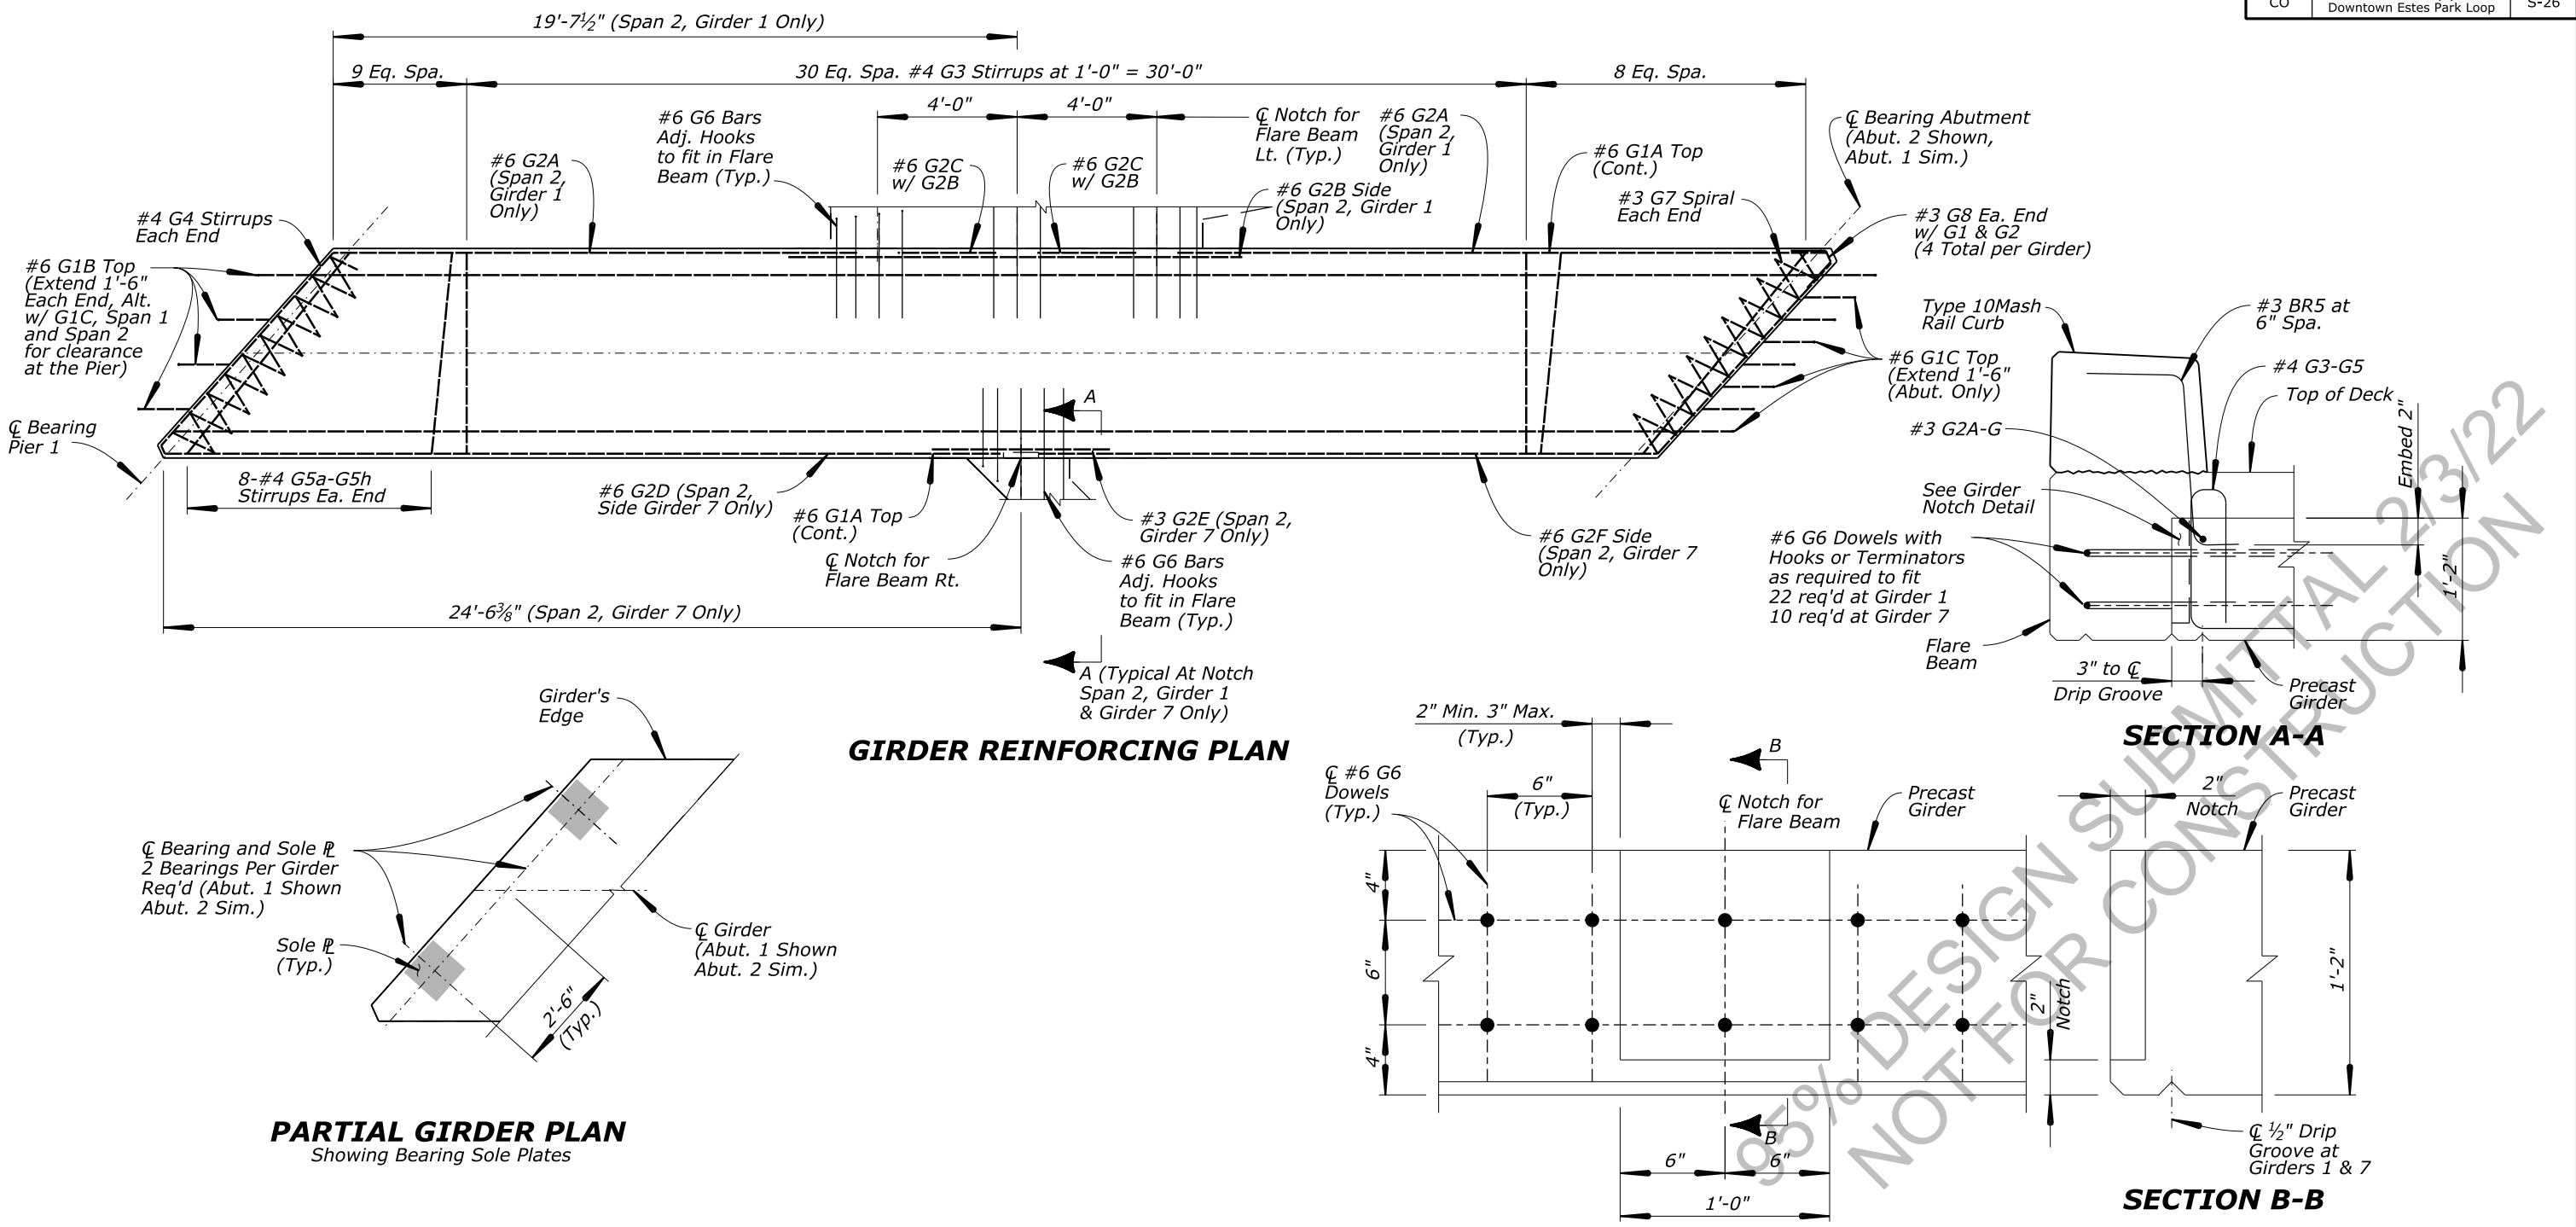 CO
Downtown Estes Park Loop
S-26
19'-7½" (Span 2, Girder 1 Only)
9 Eq. Spa.
30 Eq. Spa. #4 G3 Stirrups at 1'-0" = 30'-0"
8 Eq. Spa.
4'-0"
4'-0"
#6 G6 Bars
Adj. Hooks
to fit in Flare
Beam (Typ.)
℄ Notch for
Flare Beam
Lt. (Typ.)
#6 G2A
(Span 2,
Girder 1
Only)
℄ Bearing Abutment
(Abut. 2 Shown,
Abut. 1 Sim.)
#6 G2A
(Span 2,
Girder 1
Only)
#6 G2C
w/ G2B
#6 G2C
w/ G2B
#6 G1A Top
(Cont.)
#6 G2B Side
(Span 2, Girder 1
Only)
#3 G7 Spiral
Each End
#4 G4 Stirrups
Each End
#3 G8 Ea. End
w/ G1 & G2
(4 Total per Girder)
#6 G1B Top
(Extend 1'-6"
Each End, Alt.
w/ G1C, Span 1
and Span 2
for clearance
at the Pier)
#6 G1C Top
(Extend 1'-6"
(Abut. Only)
℄ Bearing
Pier 1
A
8-#4 G5a-G5h
Stirrups Ea. End
#6 G2D (Span 2,
Side Girder 7 Only)
#6 G1A Top
(Cont.)
℄ Notch for
Flare Beam Rt.
#3 G2E (Span 2,
Girder 7 Only)
#6 G6 Bars
Adj. Hooks
to fit in Flare
Beam (Typ.)
#6 G2F Side
(Span 2, Girder 7
Only)
24'-6⅜" (Span 2, Girder 7 Only)
A (Typical At Notch
Span 2, Girder 1
& Girder 7 Only)
GIRDER REINFORCING PLAN
Type 10Mash
Rail Curb
#3 BR5 at
6" Spa.
#4 G3-G5
Top of Deck
#3 G2A-G
Embed 2"
See Girder
Notch Detail
#6 G6 Dowels with
Hooks or Terminators
as required to fit
22 req'd at Girder 1
10 req'd at Girder 7
1'-2"
Flare
Beam
3" to ℄
Drip Groove
Precast
Girder
SECTION A-A
Girder's
Edge
℄ Bearing and Sole ℙ
2 Bearings Per Girder
Req'd (Abut. 1 Shown
Abut. 2 Sim.)
Sole ℙ
(Typ.)
℄ Girder
(Abut. 1 Shown
Abut. 2 Sim.)
2'-6"
(Typ.)
PARTIAL GIRDER PLAN
Showing Bearing Sole Plates
2" Min. 3" Max.
(Typ.)
B
℄ #6 G6
Dowels
(Typ.)
6"
(Typ.)
℄ Notch for
Flare Beam
Precast
Girder
2"
Notch
Precast
Girder
4"
6"
4"
2"
Notch
1'-2"
B
6"
6"
1'-0"
℄ ½" Drip
Groove at
Girders 1 & 7
SECTION B-B
95% DESIGN SUBMITTAL 2/3/22
NOT FOR CONSTRUCTION